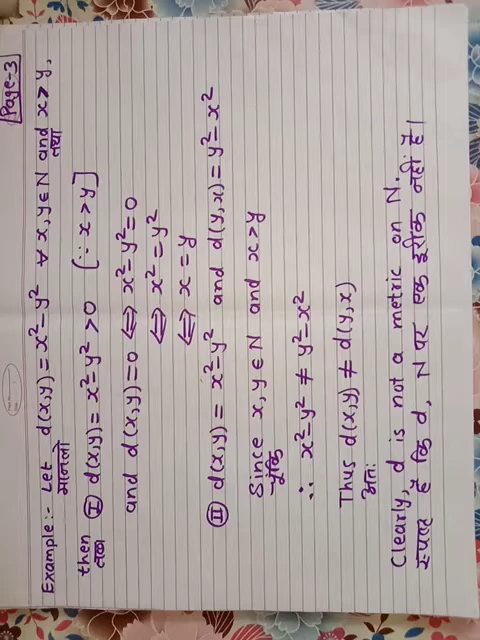 Page-3
Example:- Let d(x,y) = x²-y² ∀ x,y ∈ N and x > y,
मानलो तथा
then Ⓘ d(x,y) = x²-y² > 0 [∵ x > y]
तब
and d(x,y) = 0 ⇔ x²-y² = 0
⇔ x² = y²
⇔ x = y
Ⓘⓘ d(x,y) = x²-y² and d(y,x) = y²-x²
Since x,y ∈ N and x > y
चूंकि
∴ x²-y² ≠ y²-x²
Thus d(x,y) ≠ d(y,x)
अतः
Clearly, d is not a metric on N.
स्पष्ट है कि d, N पर एक दूरीक नहीं है।